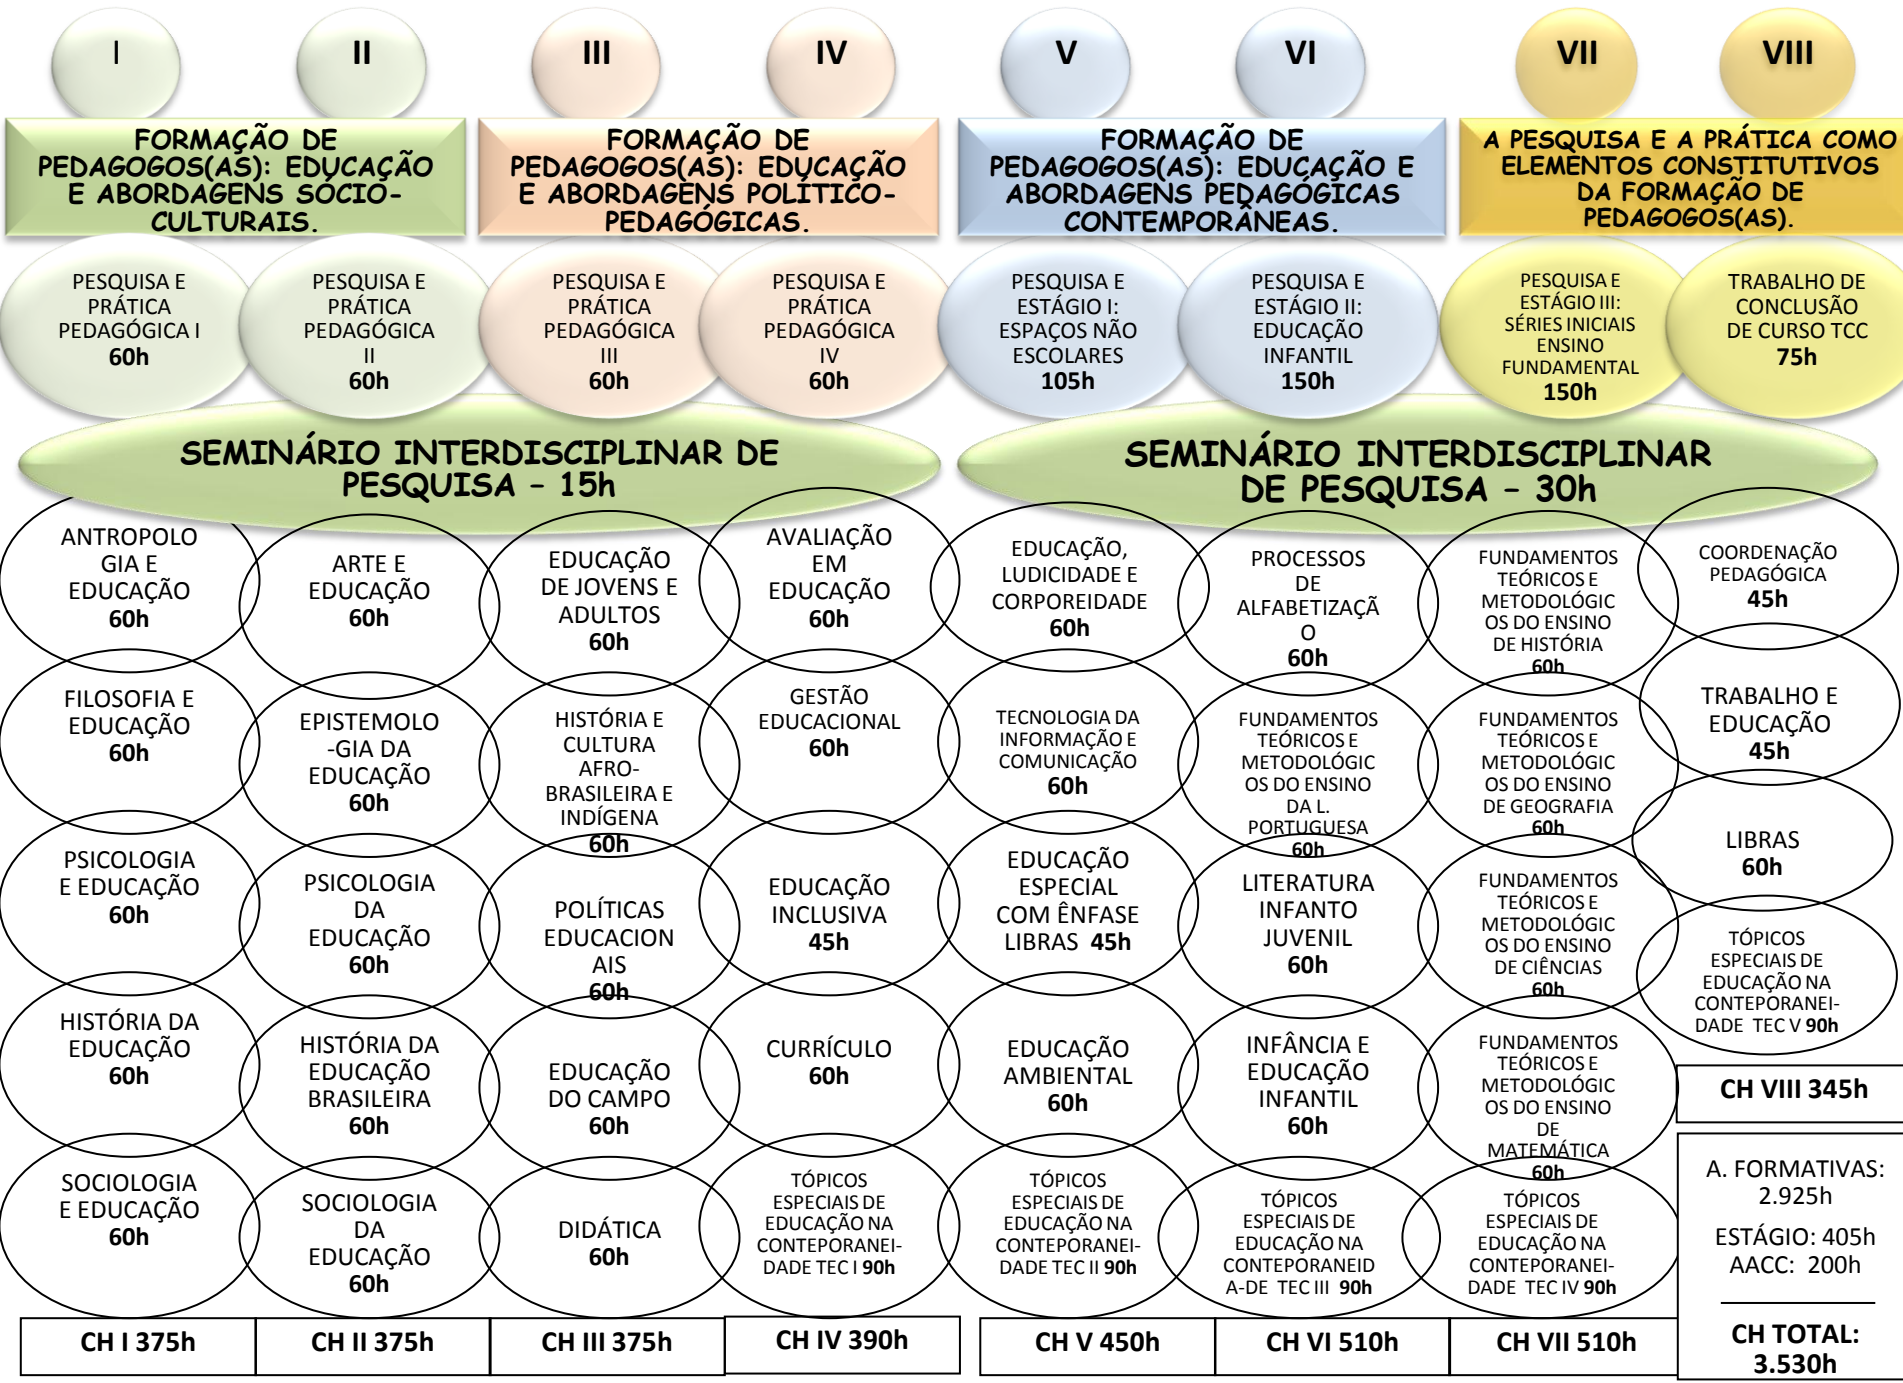 I
II
III
IV
V
VI
VII
VIII
FORMAÇÃO DE
PEDAGOGOS(AS): EDUCAÇÃO
E ABORDAGENS SÓCIO-
CULTURAIS.
FORMAÇÃO DE
PEDAGOGOS(AS): EDUCAÇÃO
E ABORDAGENS POLÍTICO-
PEDAGÓGICAS.
FORMAÇÃO DE
PEDAGOGOS(AS): EDUCAÇÃO E
ABORDAGENS PEDAGÓGICAS
CONTEMPORÂNEAS.
A PESQUISA E A PRÁTICA COMO
ELEMENTOS CONSTITUTIVOS
DA FORMAÇÃO DE
PEDAGOGOS(AS).
PESQUISA E
PRÁTICA
PEDAGÓGICA I
60h
PESQUISA E
PRÁTICA
PEDAGÓGICA
II
60h
PESQUISA E
PRÁTICA
PEDAGÓGICA
III
60h
PESQUISA E
PRÁTICA
PEDAGÓGICA
IV
60h
PESQUISA E
ESTÁGIO I:
ESPAÇOS NÃO
ESCOLARES
105h
PESQUISA E
ESTÁGIO II:
EDUCAÇÃO
INFANTIL
150h
PESQUISA E
ESTÁGIO III:
SÉRIES INICIAIS
ENSINO
FUNDAMENTAL
150h
TRABALHO DE
CONCLUSÃO
DE CURSO TCC
75h
SEMINÁRIO INTERDISCIPLINAR DE
PESQUISA – 15h
SEMINÁRIO INTERDISCIPLINAR
DE PESQUISA – 30h
ANTROPOLO
GIA E
EDUCAÇÃO
60h
ARTE E
EDUCAÇÃO
60h
EDUCAÇÃO
DE JOVENS E
ADULTOS
60h
AVALIAÇÃO
EM
EDUCAÇÃO
60h
EDUCAÇÃO,
LUDICIDADE E
CORPOREIDADE
60h
PROCESSOS
DE
ALFABETIZAÇÃ
O
60h
FUNDAMENTOS
TEÓRICOS E
METODOLÓGIC
OS DO ENSINO
DE HISTÓRIA
60h
COORDENAÇÃO
PEDAGÓGICA
45h
FILOSOFIA E
EDUCAÇÃO
60h
EPISTEMOLO
-GIA DA
EDUCAÇÃO
60h
HISTÓRIA E
CULTURA
AFRO-
BRASILEIRA E
INDÍGENA
60h
GESTÃO
EDUCACIONAL
60h
TECNOLOGIA DA
INFORMAÇÃO E
COMUNICAÇÃO
60h
FUNDAMENTOS
TEÓRICOS E
METODOLÓGIC
OS DO ENSINO
DA L.
PORTUGUESA
60h
FUNDAMENTOS
TEÓRICOS E
METODOLÓGIC
OS DO ENSINO
DE GEOGRAFIA
60h
TRABALHO E
EDUCAÇÃO
45h
PSICOLOGIA
E EDUCAÇÃO
60h
PSICOLOGIA
DA
EDUCAÇÃO
60h
POLÍTICAS
EDUCACION
AIS
60h
EDUCAÇÃO
INCLUSIVA
45h
EDUCAÇÃO
ESPECIAL
COM ÊNFASE
LIBRAS 45h
LITERATURA
INFANTO
JUVENIL
60h
FUNDAMENTOS
TEÓRICOS E
METODOLÓGIC
OS DO ENSINO
DE CIÊNCIAS
60h
LIBRAS
60h
HISTÓRIA DA
EDUCAÇÃO
60h
HISTÓRIA DA
EDUCAÇÃO
BRASILEIRA
60h
EDUCAÇÃO
DO CAMPO
60h
CURRÍCULO
60h
EDUCAÇÃO
AMBIENTAL
60h
INFÂNCIA E
EDUCAÇÃO
INFANTIL
60h
FUNDAMENTOS
TEÓRICOS E
METODOLÓGIC
OS DO ENSINO
DE
MATEMÁTICA
60h
TÓPICOS
ESPECIAIS DE
EDUCAÇÃO NA
CONTEPORANEI-
DADE TEC V 90h
SOCIOLOGIA
E EDUCAÇÃO
60h
SOCIOLOGIA
DA
EDUCAÇÃO
60h
DIDÁTICA
60h
TÓPICOS
ESPECIAIS DE
EDUCAÇÃO NA
CONTEPORANEI-
DADE TEC I 90h
TÓPICOS
ESPECIAIS DE
EDUCAÇÃO NA
CONTEPORANEI-
DADE TEC II 90h
TÓPICOS
ESPECIAIS DE
EDUCAÇÃO NA
CONTEPORANEID
A-DE TEC III 90h
TÓPICOS
ESPECIAIS DE
EDUCAÇÃO NA
CONTEPORANEI-
DADE TEC IV 90h
CH VIII 345h
A. FORMATIVAS:
2.925h
ESTÁGIO: 405h
AACC: 200h
CH TOTAL:
3.530h
CH I 375h
CH II 375h
CH III 375h
CH IV 390h
CH V 450h
CH VI 510h
CH VII 510h